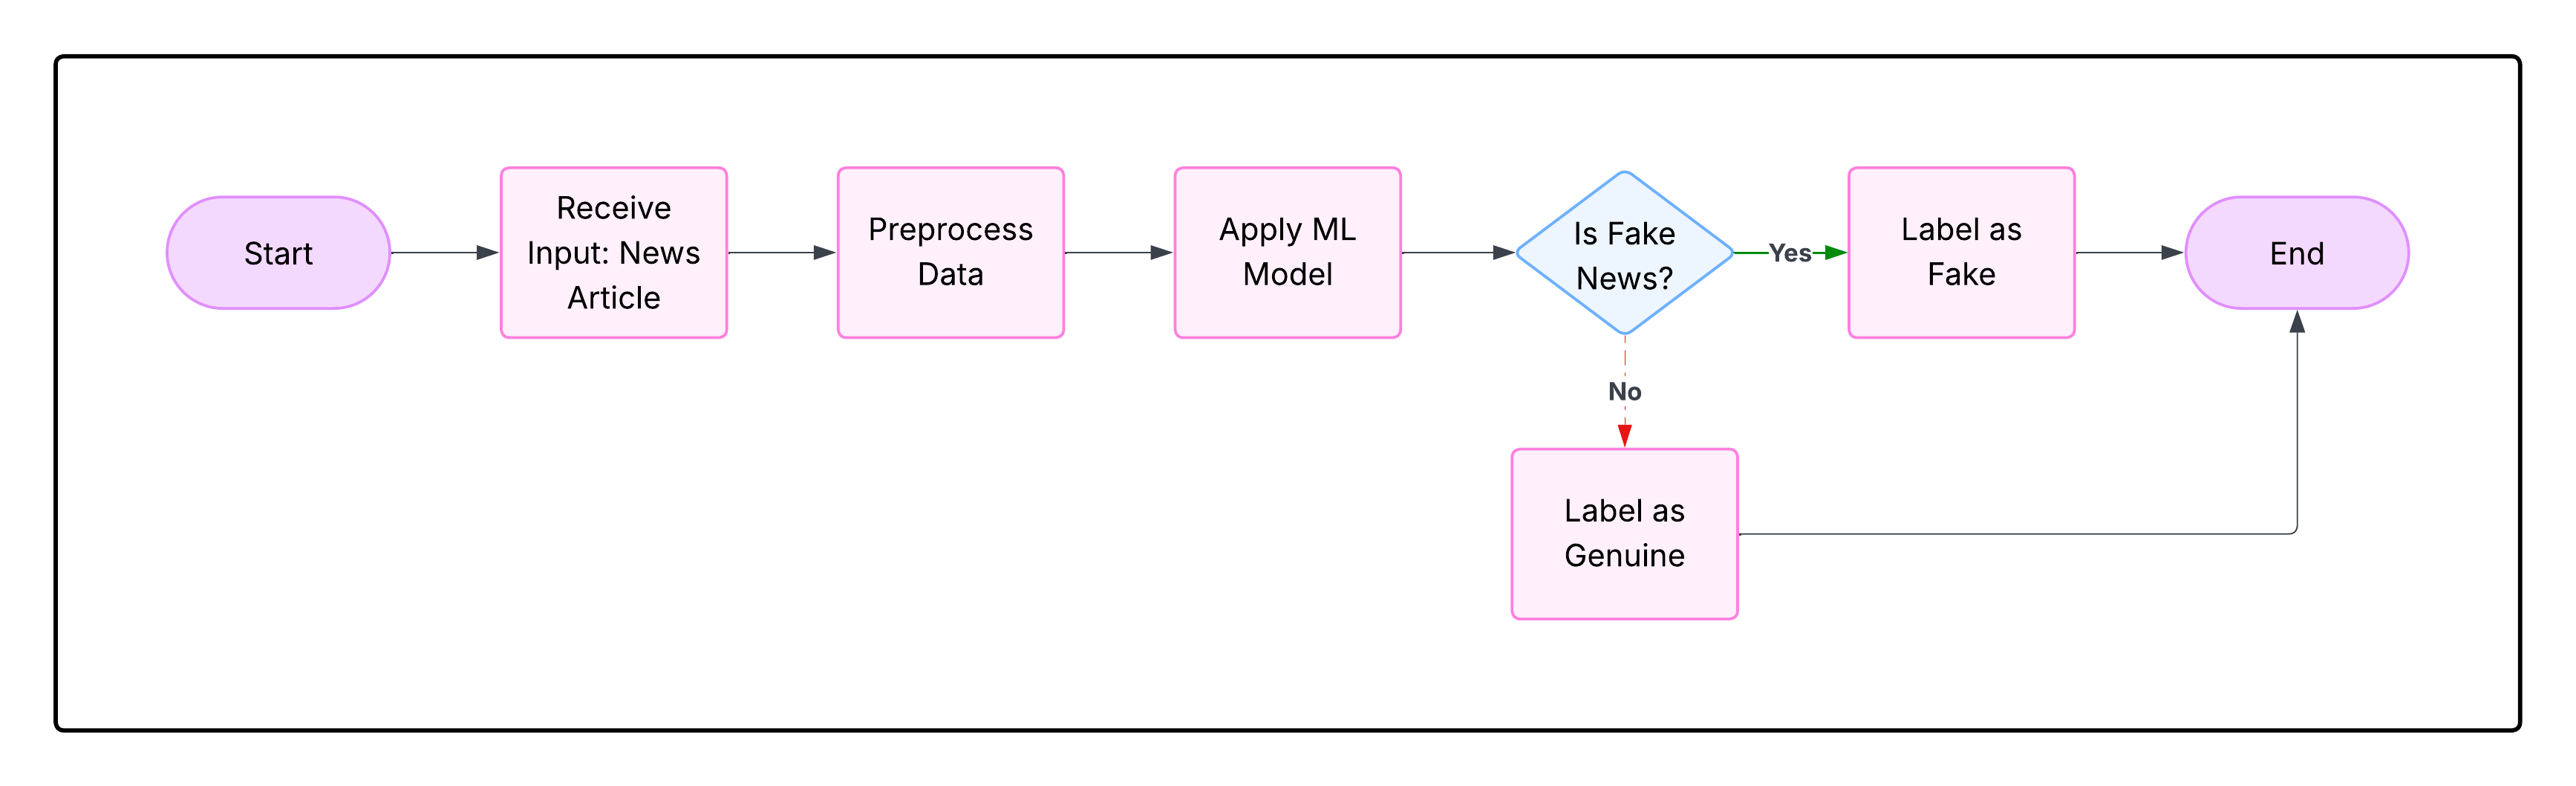 Start
Receive
Input: News
Article
Preprocess
Data
Apply ML
Model
Is Fake
News?
Yes
Label as
Fake
End
No
Label as
Genuine